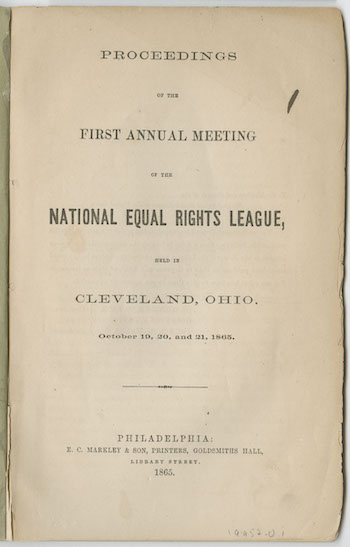 PROCEEDINGS
OF THE
FIRST ANNUAL MEETING
OF THE
NATIONAL EQUAL RIGHTS LEAGUE,
HELD IN
CLEVELAND, OHIO.
October 19, 20, and 21, 1865.
PHILADELPHIA:
E. C. MARKLEY & SON, PRINTERS, GOLDSMITHS HALL,
LIBRARY STREET.
1865.